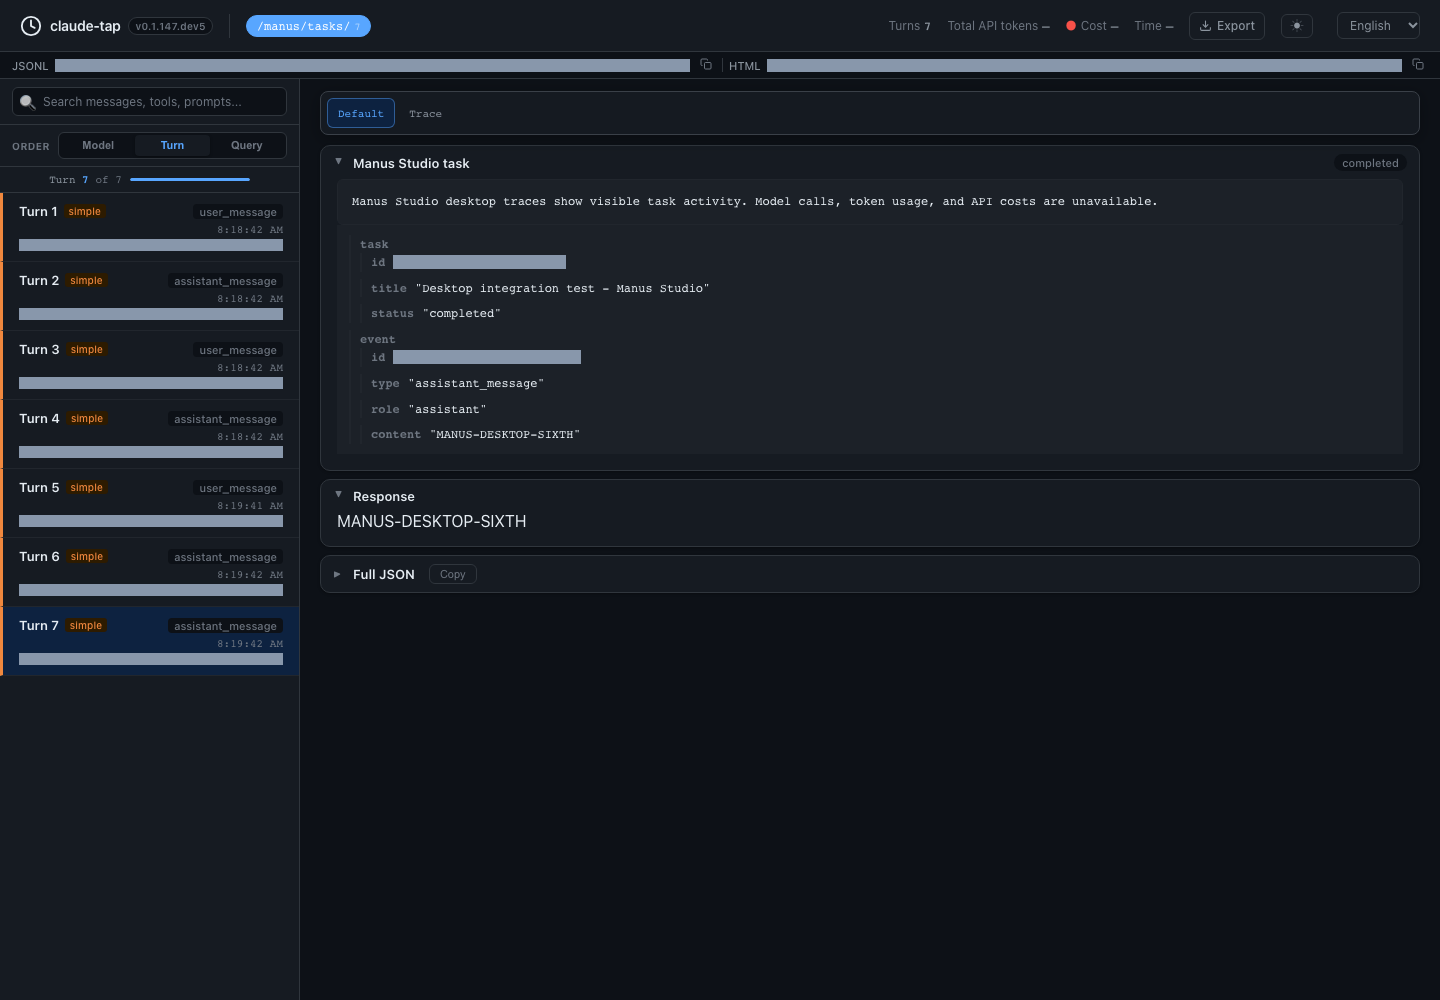 claude-tap v0.1.147.dev5 /manus/tasks/ 7 Turns 7 Total API tokens — Cost — Time — Export English
JSONL HTML
Search messages, tools, prompts...
ORDER Model Turn Query
Turn 7 of 7
Turn 1 simple user_message
8:18:42 AM
Turn 2 simple assistant_message
8:18:42 AM
Turn 3 simple user_message
8:18:42 AM
Turn 4 simple assistant_message
8:18:42 AM
Turn 5 simple user_message
8:19:41 AM
Turn 6 simple assistant_message
8:19:42 AM
Turn 7 simple assistant_message
8:19:42 AM
Default Trace
Manus Studio task completed
Manus Studio desktop traces show visible task activity. Model calls, token usage, and API costs are unavailable.
task
id
title "Desktop integration test - Manus Studio"
status "completed"
event
id
type "assistant_message"
role "assistant"
content "MANUS-DESKTOP-SIXTH"
Response
MANUS-DESKTOP-SIXTH
Full JSON Copy